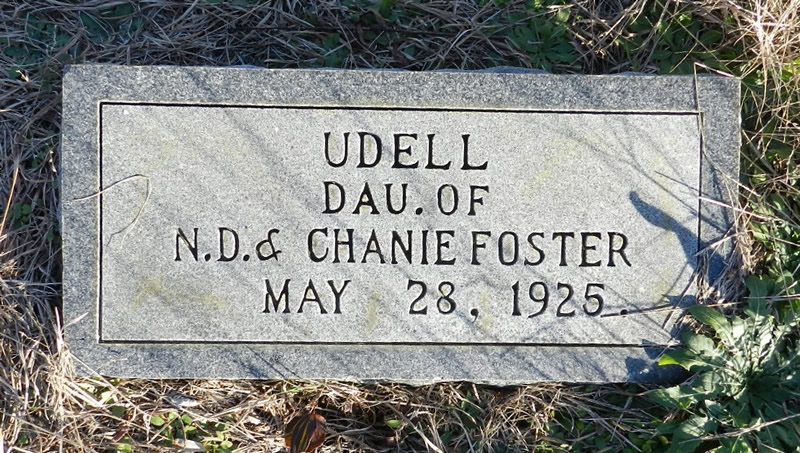 UDELL
DAU. OF
N.D. & CHANIE FOSTER
MAY 28, 1925.